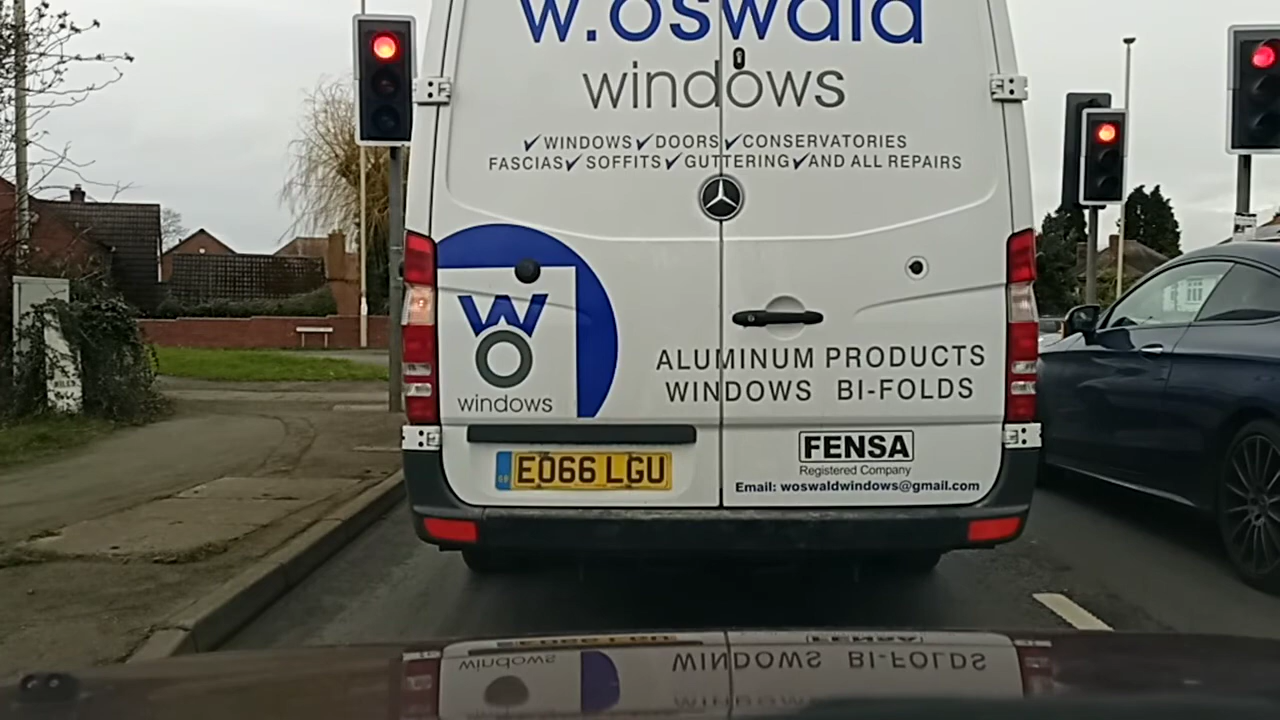 w.oswald
windows
✓ WINDOWS ✓ DOORS ✓ CONSERVATORIES
FASCIAS ✓ SOFFITS ✓ GUTTERING ✓ AND ALL REPAIRS
wo
windows
ALUMINUM PRODUCTS
WINDOWS BI-FOLDS
FENSA
Registered Company
Email: woswaldwindows@gmail.com
EO66 LGU